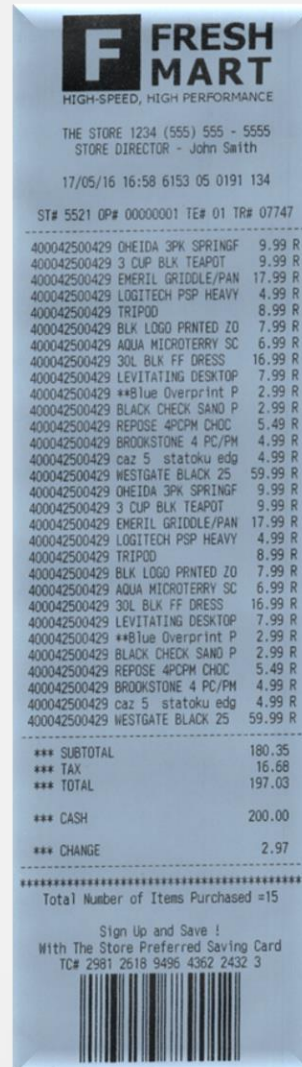 F FRESH
MART
HIGH-SPEED, HIGH PERFORMANCE
THE STORE 1234 (555) 555 - 5555
STORE DIRECTOR - John Smith
17/05/16 16:58 6153 05 0191 134
ST# 5521 OP# 00000001 TE# 01 TR# 07747
400042500429 OHEIDA 3PK SPRINGF 9.99 R
400042500429 3 CUP BLK TEAPOT 9.99 R
400042500429 EMERIL GRIDDLE/PAN 17.99 R
400042500429 LOGITECH PSP HEAVY 4.99 R
400042500429 TRIPOD 8.99 R
400042500429 BLK LOGO PRNTED ZO 7.99 R
400042500429 AQUA MICROTERRY SC 6.99 R
400042500429 30L BLK FF DRESS 16.99 R
400042500429 LEVITATING DESKTOP 7.99 R
400042500429 **Blue Overprint P 2.99 R
400042500429 BLACK CHECK SAND P 2.99 R
400042500429 REPOSE 4PCPM CHOC 5.49 R
400042500429 BROOKSTONE 4 PC/PM 4.99 R
400042500429 caz 5 statoku edg 4.99 R
400042500429 WESTGATE BLACK 25 59.99 R
400042500429 OHEIDA 3PK SPRINGF 9.99 R
400042500429 3 CUP BLK TEAPOT 9.99 R
400042500429 EMERIL GRIDDLE/PAN 17.99 R
400042500429 LOGITECH PSP HEAVY 4.99 R
400042500429 TRIPOD 8.99 R
400042500429 BLK LOGO PRNTED ZO 7.99 R
400042500429 AQUA MICROTERRY SC 6.99 R
400042500429 30L BLK FF DRESS 16.99 R
400042500429 LEVITATING DESKTOP 7.99 R
400042500429 **Blue Overprint P 2.99 R
400042500429 BLACK CHECK SAND P 2.99 R
400042500429 REPOSE 4PCPM CHOC 5.49 R
400042500429 BROOKSTONE 4 PC/PM 4.99 R
400042500429 caz 5 statoku edg 4.99 R
400042500429 WESTGATE BLACK 25 59.99 R
*** SUBTOTAL 180.35
*** TAX 16.68
*** TOTAL 197.03
*** CASH 200.00
*** CHANGE 2.97
Total Number of Items Purchased =15
Sign Up and Save !
With The Store Preferred Saving Card
TC# 2981 2618 9496 4362 2432 3